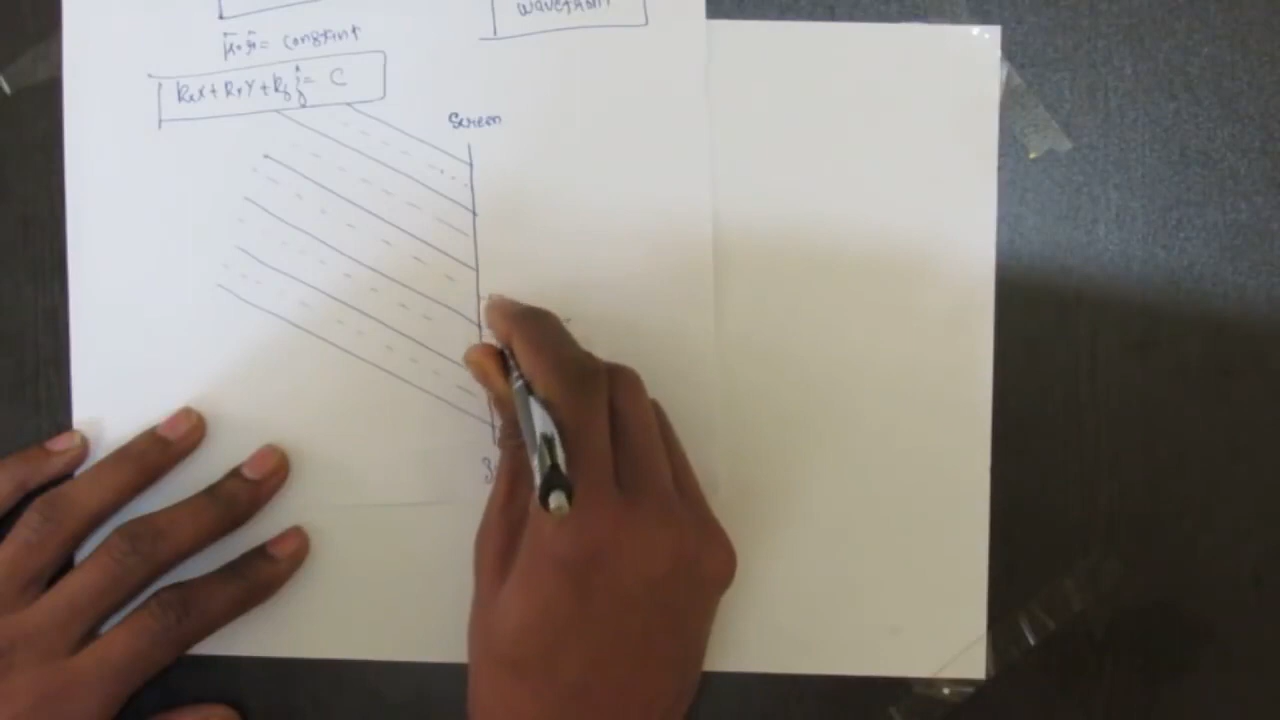 wavefront
k̄·r̄ = constant
kₓx + kᵧy + k_z z = C
Screen